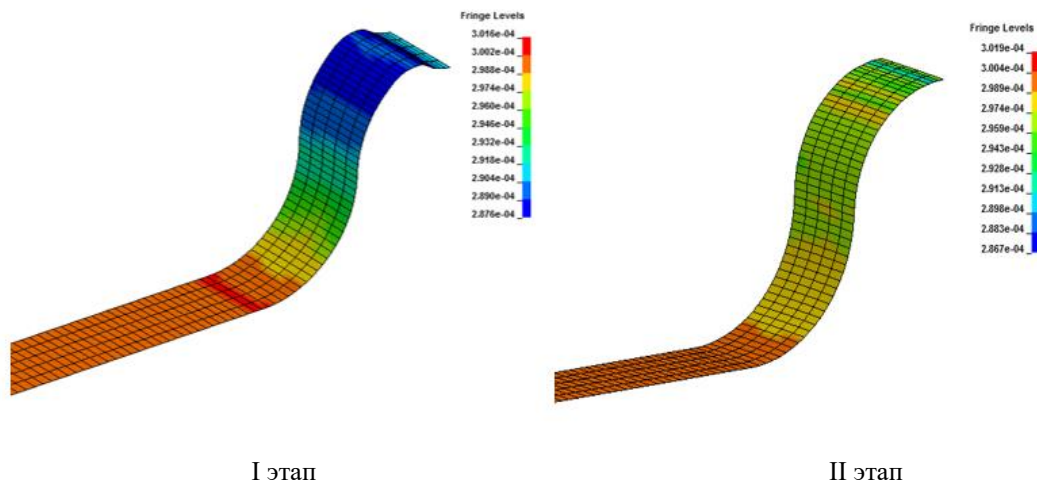 Fringe Levels
3.016e-04
3.002e-04
2.988e-04
2.974e-04
2.960e-04
2.946e-04
2.932e-04
2.918e-04
2.904e-04
2.890e-04
2.876e-04
Fringe Levels
3.019e-04
3.004e-04
2.989e-04
2.974e-04
2.959e-04
2.943e-04
2.928e-04
2.913e-04
2.898e-04
2.883e-04
2.867e-04
I этап
II этап